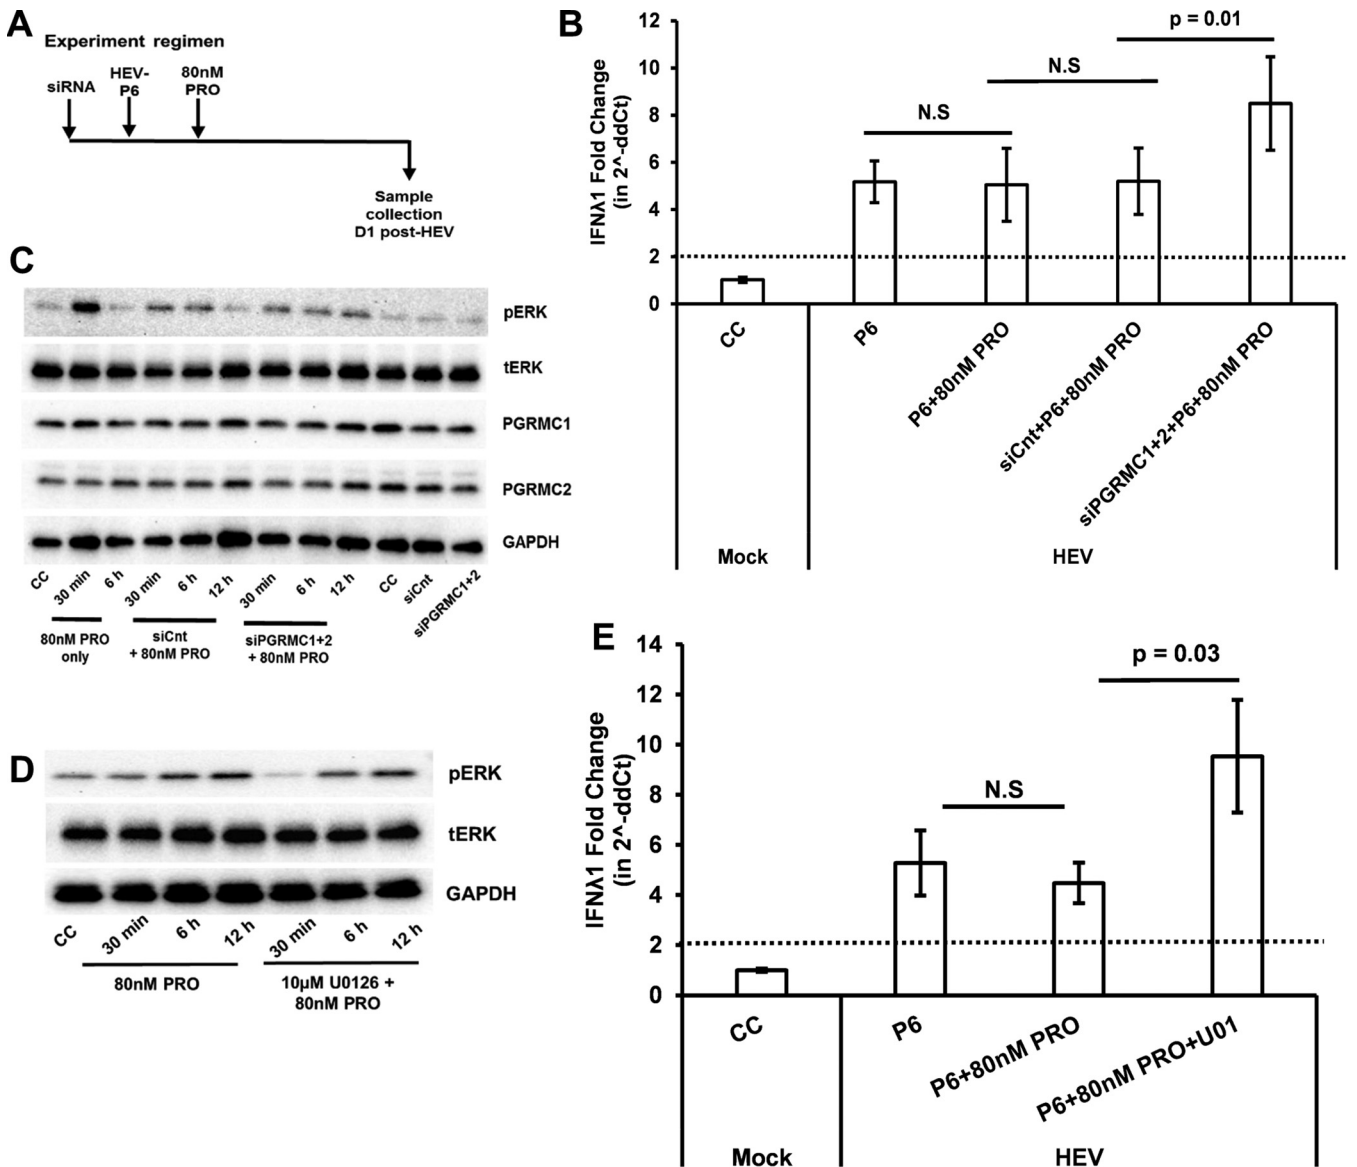 A
Experiment regimen
siRNA
HEV-
P6
80nM
PRO
Sample
collection
D1 post-HEV
B
IFNλ1 Fold Change
(in 2^-ddCt)
12
10
8
6
4
2
0
N.S
N.S
p = 0.01
CC
P6
P6+80nM PRO
siCnt+P6+80nM PRO
siPGRMC1+2+P6+80nM PRO
Mock
HEV
C
pERK
tERK
PGRMC1
PGRMC2
GAPDH
CC
30 min
6 h
30 min
6 h
12 h
30 min
6 h
12 h
CC
siCnt
siPGRMC1+2
80nM PRO
only
siCnt
+ 80nM PRO
siPGRMC1+2
+ 80nM PRO
D
pERK
tERK
GAPDH
CC
30 min
6 h
12 h
30 min
6 h
12 h
80nM PRO
10µM U0126 +
80nM PRO
E
IFNλ1 Fold Change
(in 2^-ddCt)
14
12
10
8
6
4
2
0
N.S
p = 0.03
CC
P6
P6+80nM PRO
P6+80nM PRO+U01
Mock
HEV